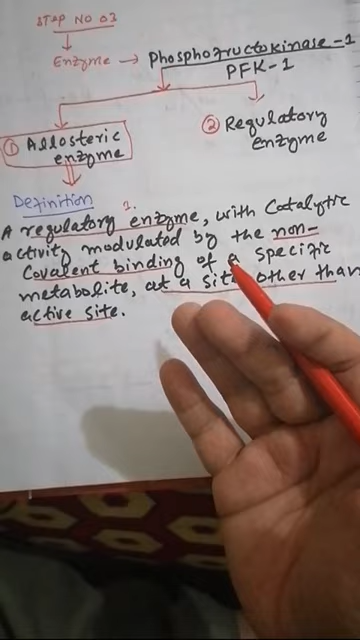 STEP NO 03
Enzyme → Phosphofructokinase-1
PFK-1
① Allosteric
enzyme
② Regulatory
enzyme
Definition
1.
A regulatory enzyme, with Catalytic
activity modulated by the non-
Covalent binding of a specific
metabolite, at a site other than
active site.